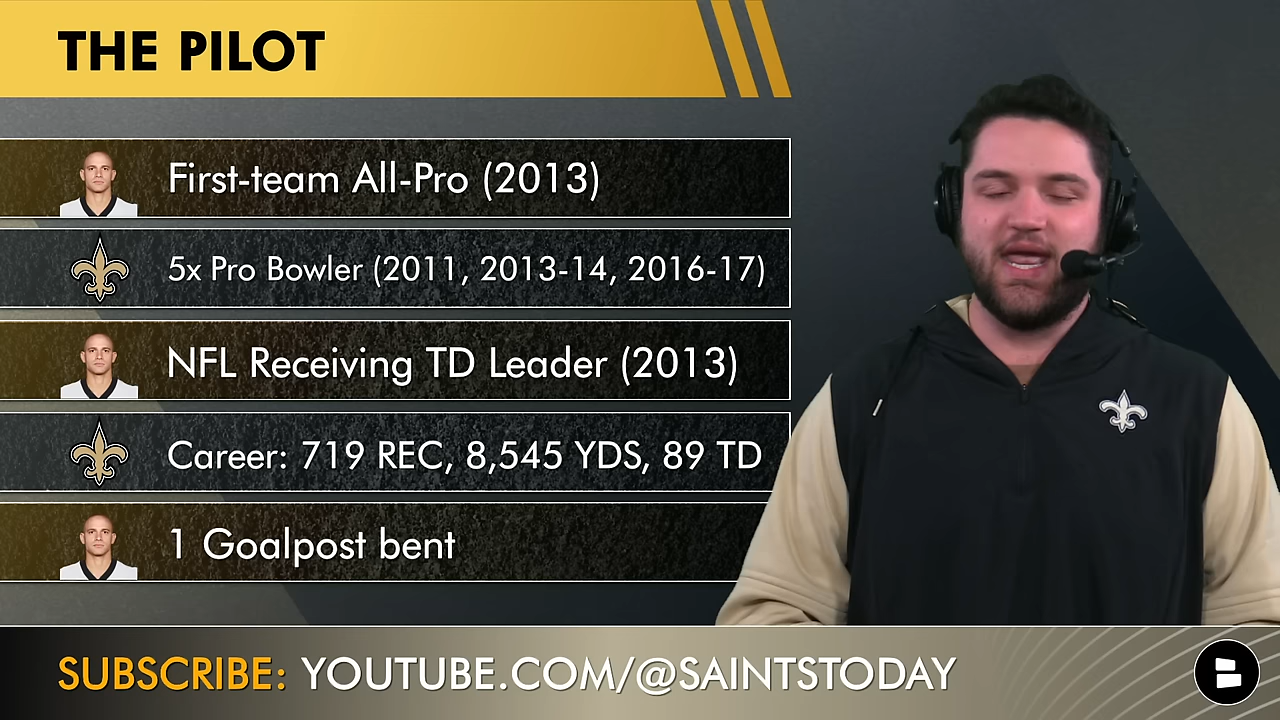 THE PILOT
First-team All-Pro (2013)
5x Pro Bowler (2011, 2013-14, 2016-17)
NFL Receiving TD Leader (2013)
Career: 719 REC, 8,545 YDS, 89 TD
1 Goalpost bent
SUBSCRIBE: YOUTUBE.COM/@SAINTSTODAY